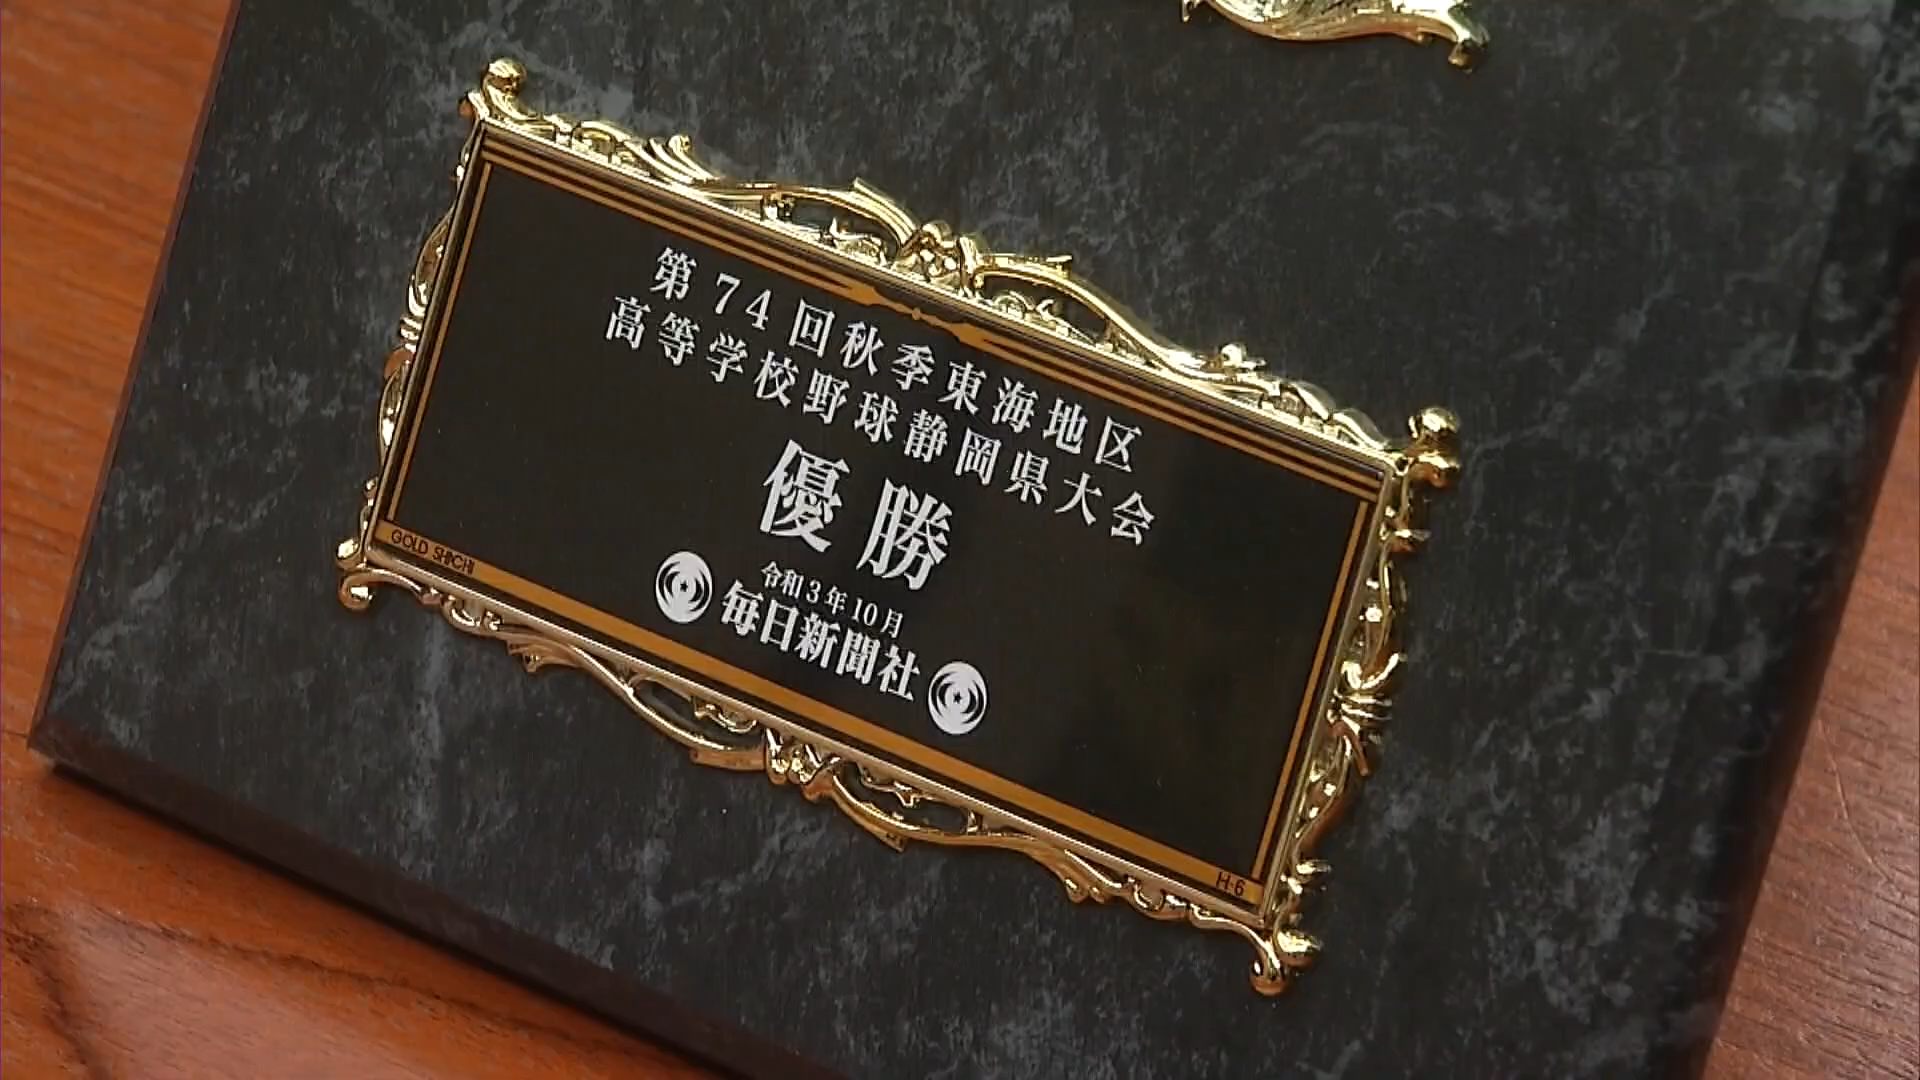 第74回秋季東海地区
高等学校野球静岡県大会
優勝
令和3年10月
毎日新聞社
GOLD SHICHI
H-6